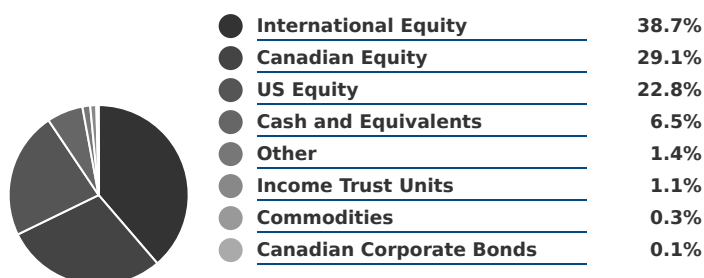 International Equity 38.7%
Canadian Equity 29.1%
US Equity 22.8%
Cash and Equivalents 6.5%
Other 1.4%
Income Trust Units 1.1%
Commodities 0.3%
Canadian Corporate Bonds 0.1%